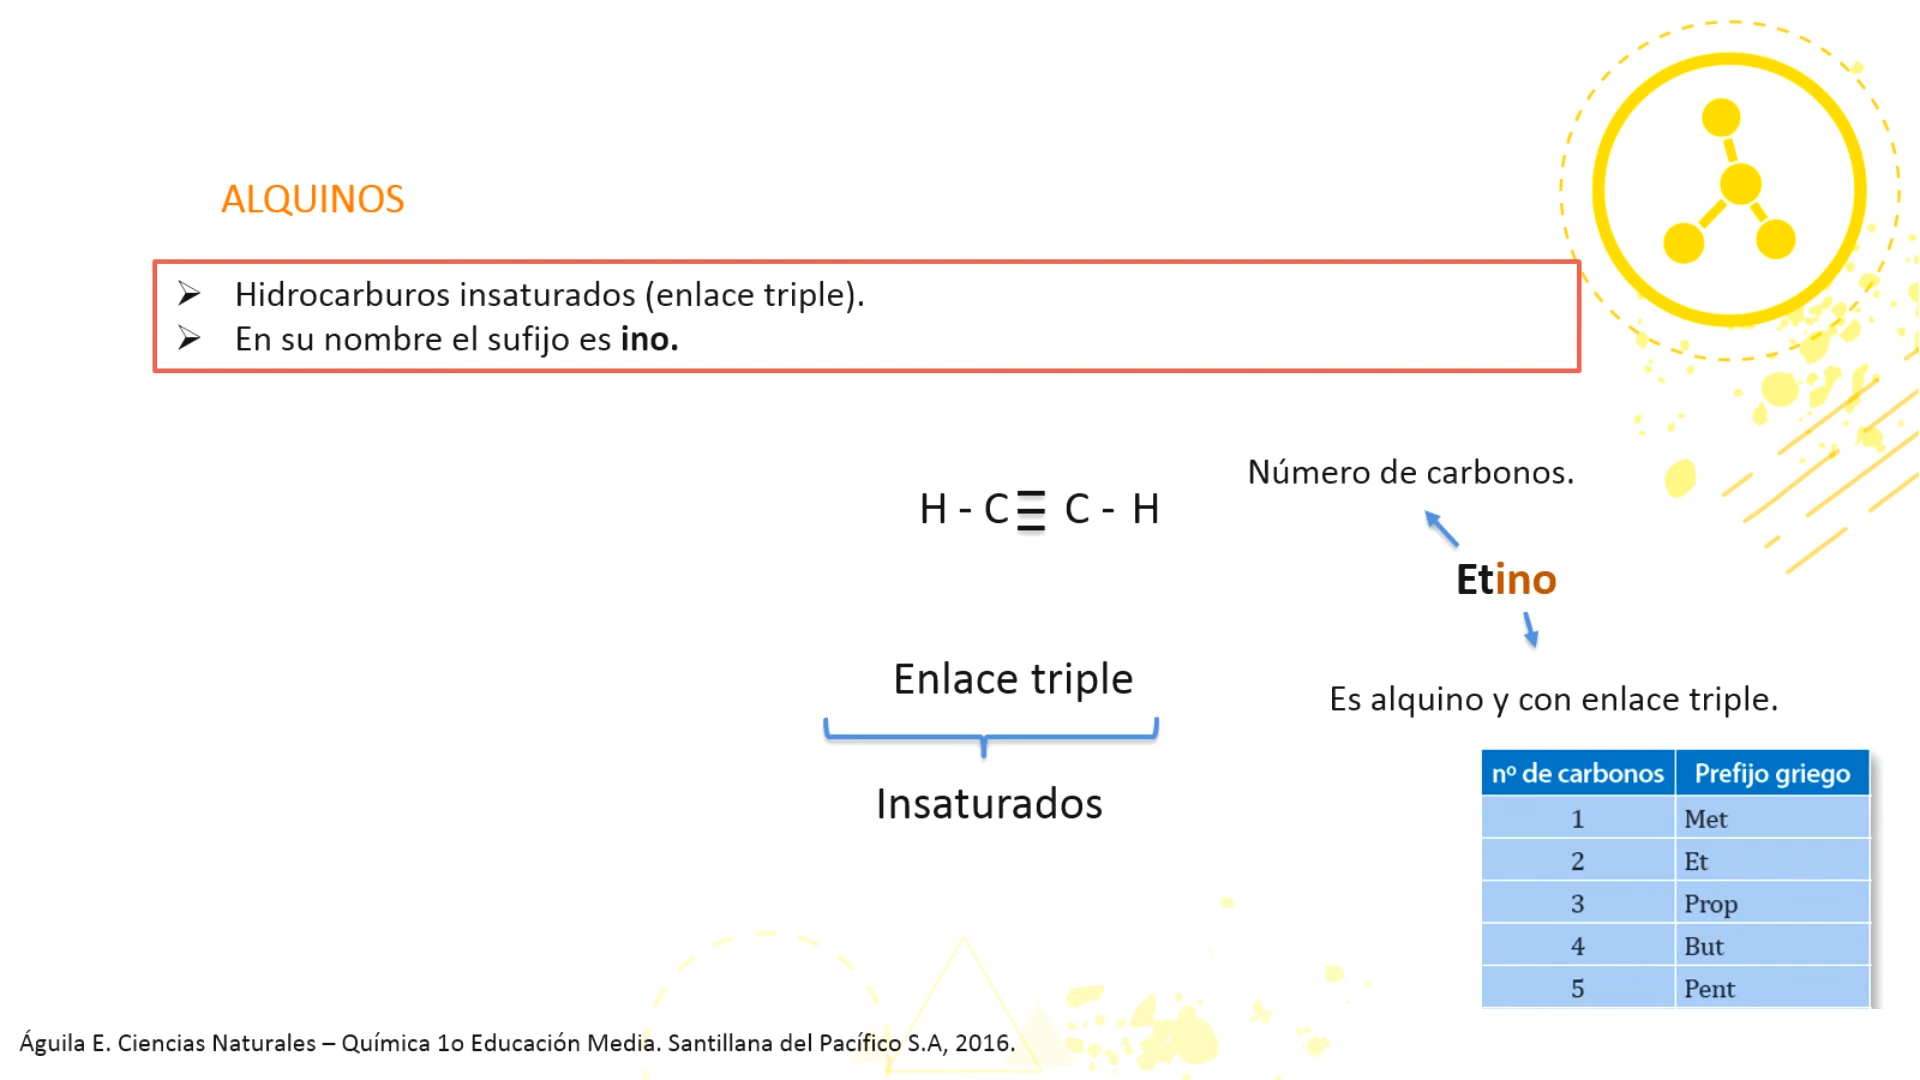 ALQUINOS
➢ Hidrocarburos insaturados (enlace triple).
➢ En su nombre el sufijo es ino.
Número de carbonos.
H - C ≡ C - H
Etino
Enlace triple
Es alquino y con enlace triple.
Insaturados
nº de carbonos Prefijo griego
1 Met
2 Et
3 Prop
4 But
5 Pent
Águila E. Ciencias Naturales – Química 1o Educación Media. Santillana del Pacífico S.A, 2016.